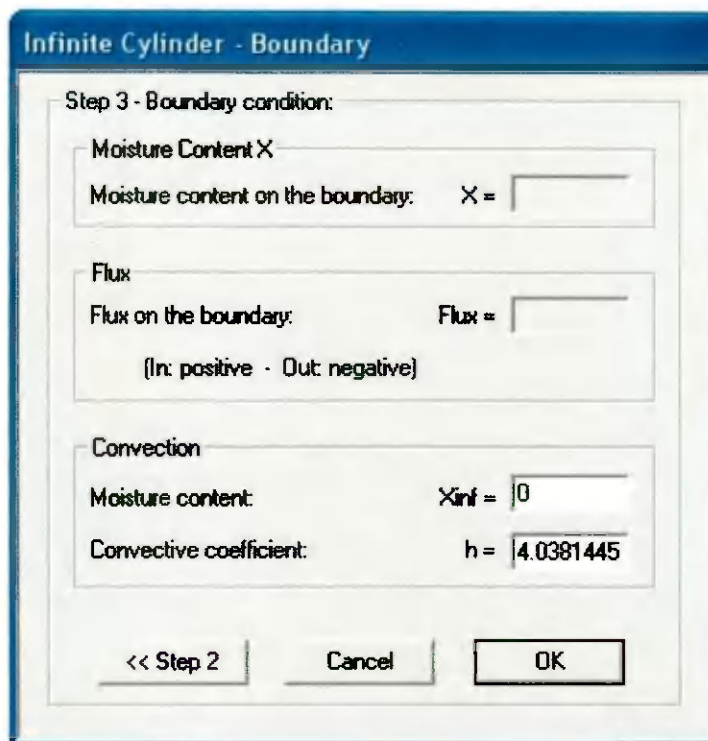 Infinite Cylinder - Boundary
Step 3 - Boundary condition:
Moisture Content X
Moisture content on the boundary: X =
Flux
Flux on the boundary: Flux =
(In: positive - Out: negative)
Convection
Moisture content: Xinf = 0
Convective coefficient: h = 4.0381445
<< Step 2 Cancel OK